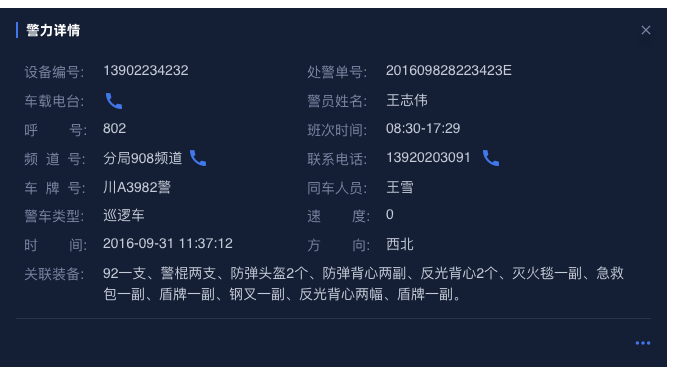 警力详情
设备编号: 13902234232 处警单号: 201609828223423E
车载电台: 警员姓名: 王志伟
呼 号: 802 班次时间: 08:30-17:29
频 道 号: 分局908频道 联系电话: 13920203091
车 牌 号: 川A3982警 同车人员: 王雪
警车类型: 巡逻车 速 度: 0
时 间: 2016-09-31 11:37:12 方 向: 西北
关联装备: 92一支、警棍两支、防弹头盔2个、防弹背心两副、反光背心2个、灭火毯一副、急救
包一副、盾牌一副、钢叉一副、反光背心两幅、盾牌一副。